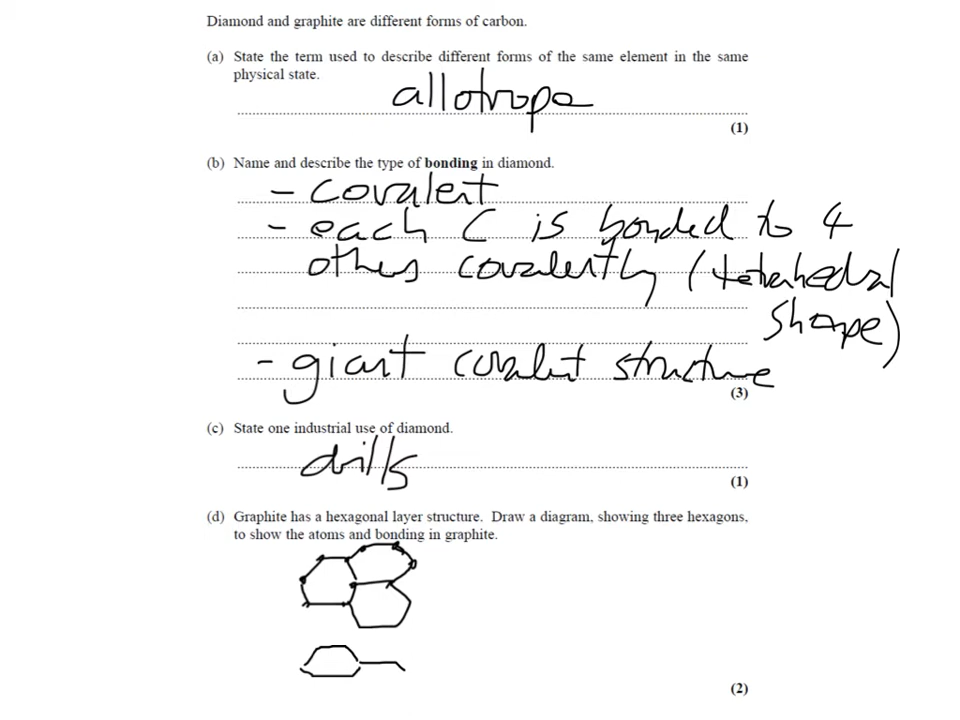 Diamond and graphite are different forms of carbon.
(a) State the term used to describe different forms of the same element in the same
physical state.
allotrope
(1)
(b) Name and describe the type of bonding in diamond.
- covalent
- each C is bonded to 4
others covalently (tetrahedral
shape)
- giant covalent structure
(3)
(c) State one industrial use of diamond.
drills
(1)
(d) Graphite has a hexagonal layer structure. Draw a diagram, showing three hexagons,
to show the atoms and bonding in graphite.
(2)